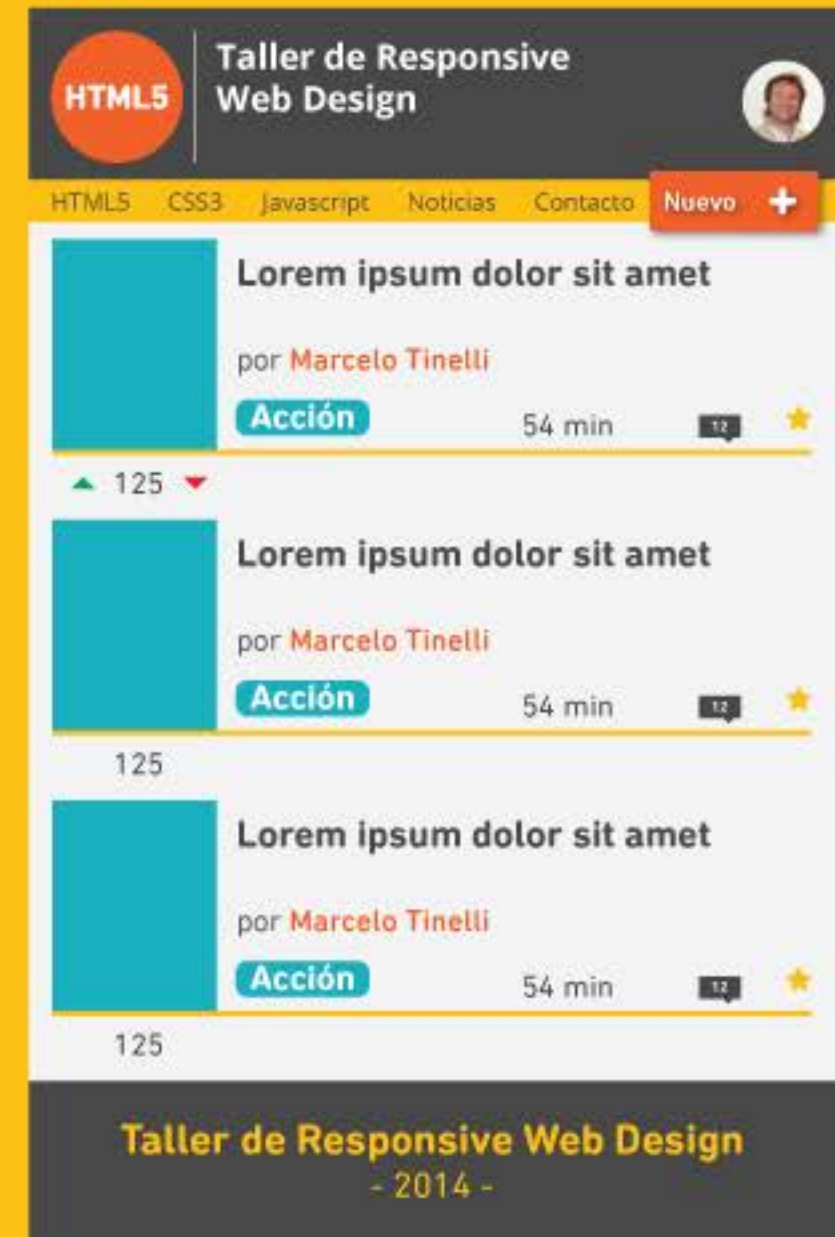 HTML5
Taller de Responsive
Web Design
HTML5 CSS3 Javascript Noticias Contacto Nuevo +
Lorem ipsum dolor sit amet
por Marcelo Tinelli
Acción 54 min 12
125
Lorem ipsum dolor sit amet
por Marcelo Tinelli
Acción 54 min 12
125
Lorem ipsum dolor sit amet
por Marcelo Tinelli
Acción 54 min 12
125
Taller de Responsive Web Design
- 2014 -